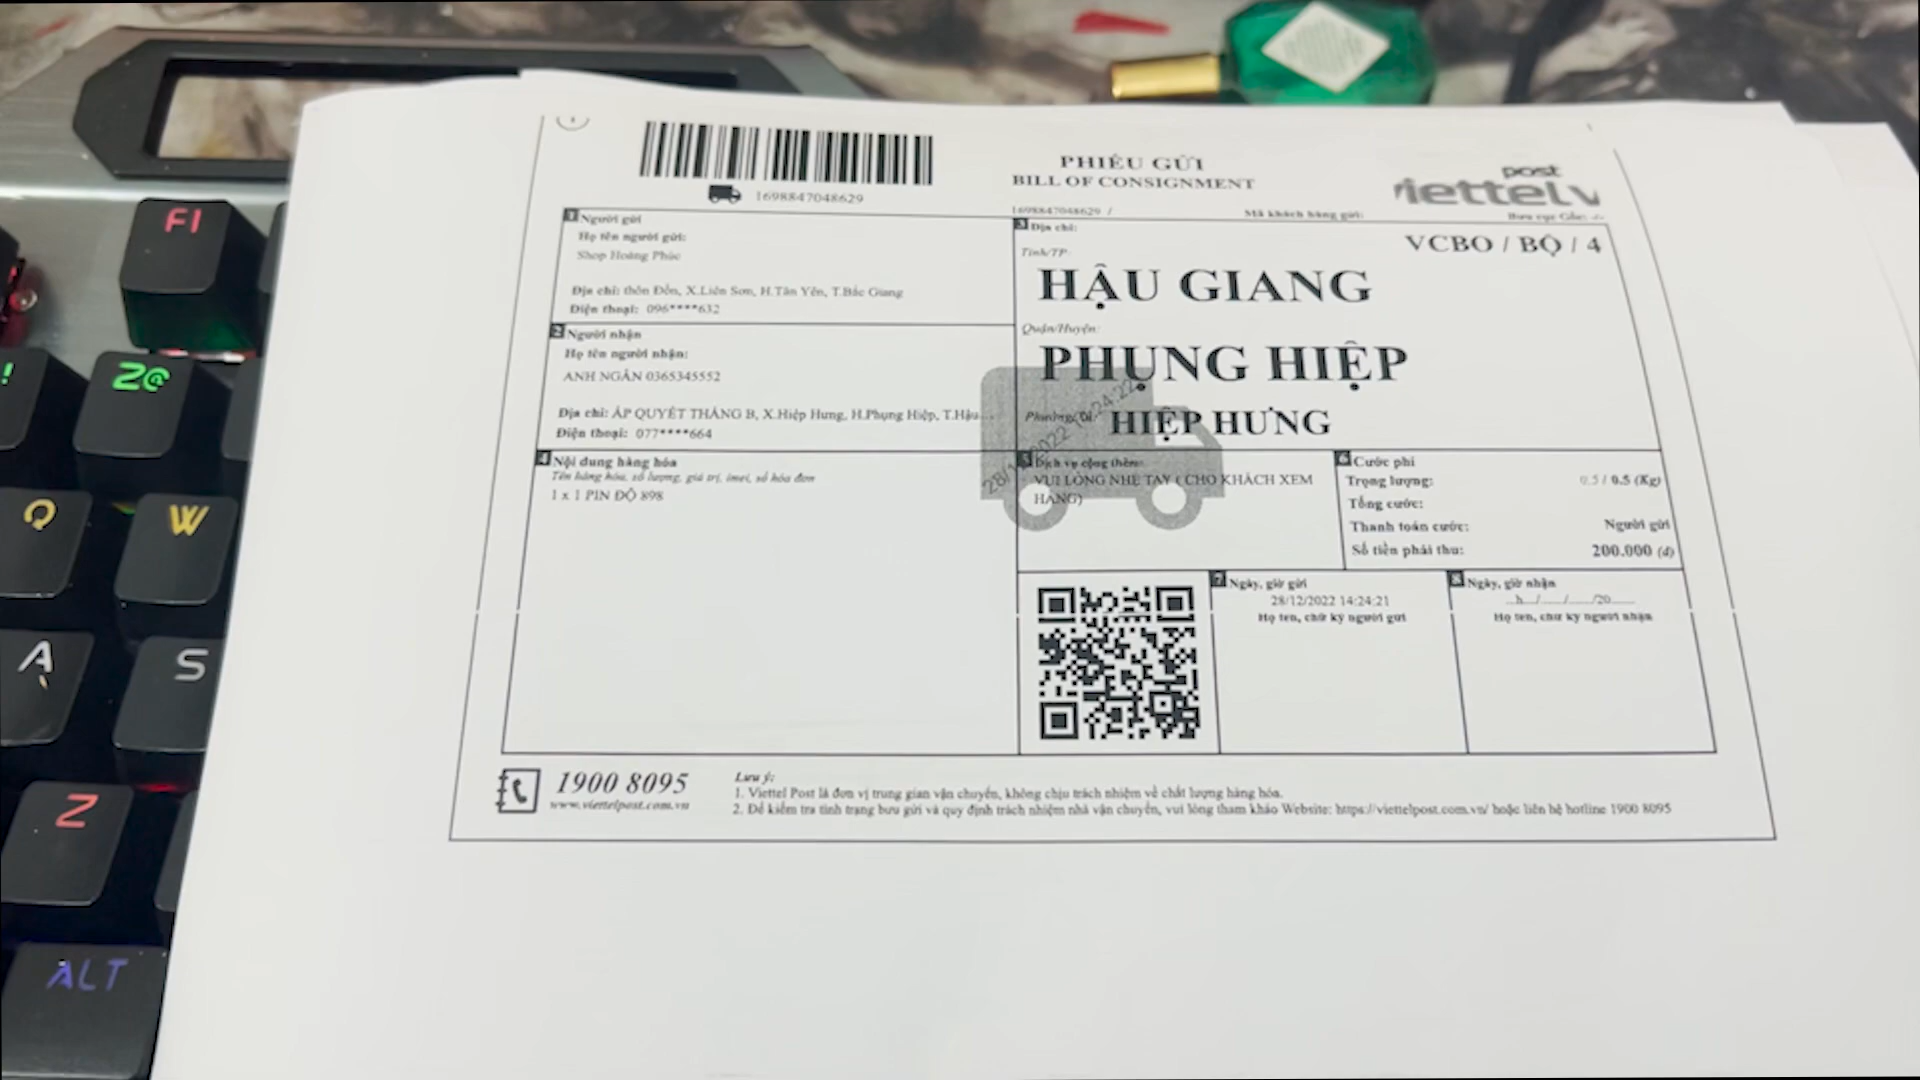 PHIẾU GỬI
BILL OF CONSIGNMENT
viettel
post
1698847048629
1698847048629 /
Mã khách hàng gửi:
VCBO / BỘ / 4
1 Người gửi
Họ tên người gửi:
Shop Hoàng Phúc
Địa chỉ: thôn Đồn, X.Liên Sơn, H.Tân Yên, T.Bắc Giang
Điện thoại: 096****632
2 Người nhận
Họ tên người nhận:
ANH NGÂN 0365345552
Địa chỉ: ẤP QUYẾT THẮNG B, X.Hiệp Hưng, H.Phụng Hiệp, T.Hậu...
Điện thoại: 077****664
3 Địa chỉ:
Tỉnh/TP:
HẬU GIANG
Quận/Huyện:
PHỤNG HIỆP
HIỆP HƯNG
4 Nội dung hàng hóa
Tên hàng hóa, số lượng, giá trị, imei, số hóa đơn
1 x 1 PIN ĐỘ 898
5 Dịch vụ cộng thêm:
VUI LÒNG NHẸ TAY ( CHO KHÁCH XEM
HÀNG)
6 Cước phí
Trọng lượng: 0.5 / 0.5 (Kg)
Tổng cước:
Thanh toán cước: Người gửi
Số tiền phải thu: 200.000 (đ)
7 Ngày, giờ gửi
28/12/2022 14:24:21
Họ tên, chữ ký người gửi
8 Ngày, giờ nhận
h / / /20
Họ tên, chữ ký người nhận
1900 8095
www.viettelpost.com.vn
Lưu ý:
1. Viettel Post là đơn vị trung gian vận chuyển, không chịu trách nhiệm về chất lượng hàng hóa.
2. Để kiểm tra tình trạng bưu gửi và quy định trách nhiệm nhà vận chuyển, vui lòng tham khảo Website: https://viettelpost.com.vn/ hoặc liên hệ hotline 1900 8095
F1
!
2@
Q
W
A
S
Z
ALT